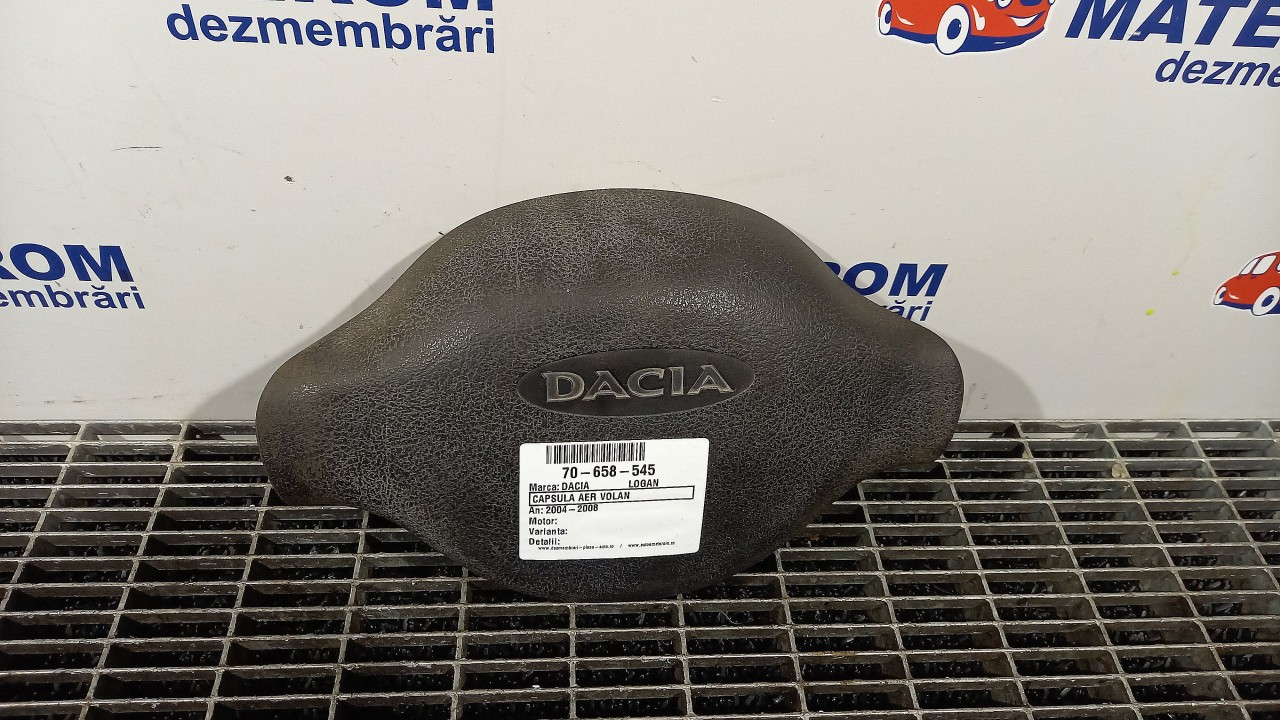 dezmembrări
MATE
dezme
ROM
embrări
ROM
ări
DACIA
70-658-545
Marca: DACIA LOGAN
CAPSULA AER VOLAN
An: 2004-2008
Motor:
Varianta:
Detalii: